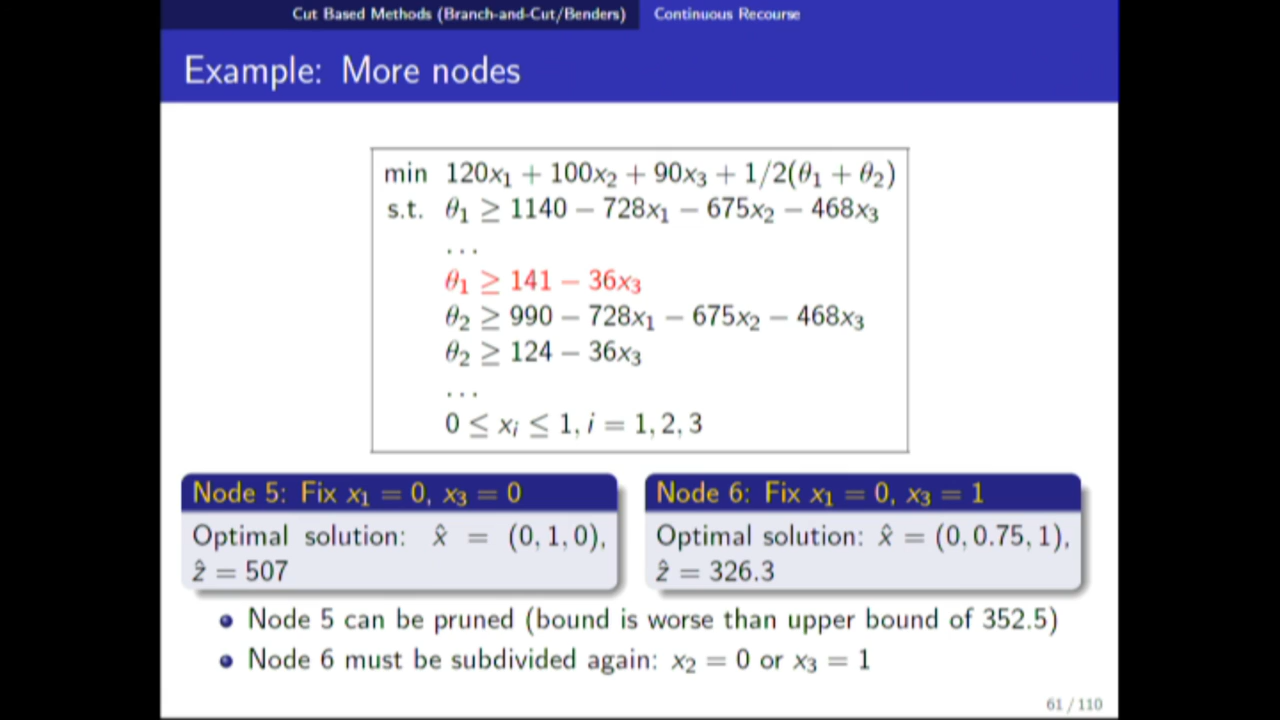 Cut Based Methods (Branch-and-Cut/Benders) Continuous Recourse
Example: More nodes
min 120x₁ + 100x₂ + 90x₃ + 1/2(θ₁ + θ₂)
s.t. θ₁ ≥ 1140 − 728x₁ − 675x₂ − 468x₃
...
θ₁ ≥ 141 − 36x₃
θ₂ ≥ 990 − 728x₁ − 675x₂ − 468x₃
θ₂ ≥ 124 − 36x₃
...
0 ≤ xᵢ ≤ 1, i = 1, 2, 3
Node 5: Fix x₁ = 0, x₃ = 0
Optimal solution: x̂ = (0, 1, 0),
ẑ = 507
Node 6: Fix x₁ = 0, x₃ = 1
Optimal solution: x̂ = (0, 0.75, 1),
ẑ = 326.3
Node 5 can be pruned (bound is worse than upper bound of 352.5)
Node 6 must be subdivided again: x₂ = 0 or x₃ = 1
61 / 110